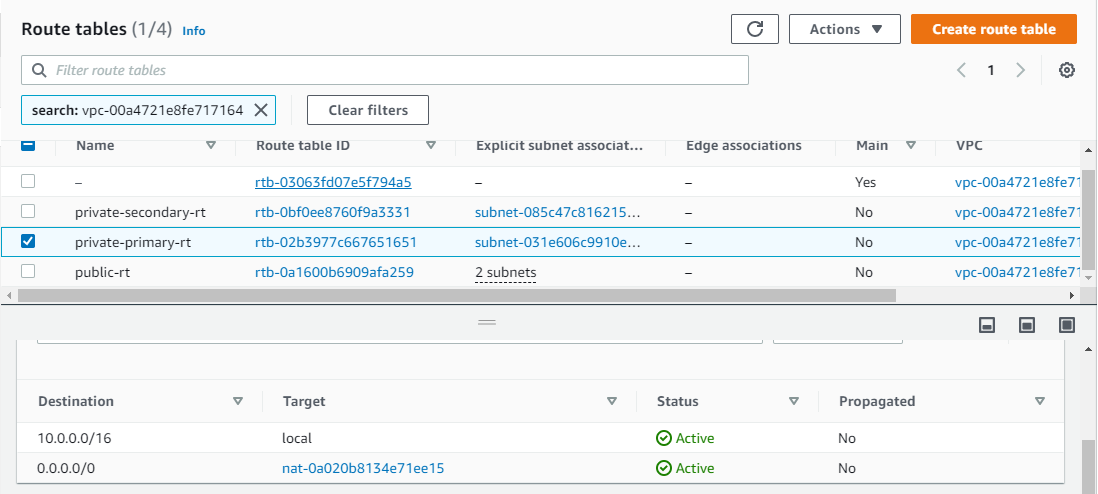 Route tables (1/4) Info
Actions
Create route table
Filter route tables
1
search: vpc-00a4721e8fe717164
Clear filters
Name Route table ID Explicit subnet associat... Edge associations Main VPC
– rtb-03063fd07e5f794a5 – – Yes vpc-00a4721e8fe71
private-secondary-rt rtb-0bf0ee8760f9a3331 subnet-085c47c816215... – No vpc-00a4721e8fe71
private-primary-rt rtb-02b3977c667651651 subnet-031e606c9910e... – No vpc-00a4721e8fe71
public-rt rtb-0a1600b6909afa259 2 subnets – No vpc-00a4721e8fe71
Destination Target Status Propagated
10.0.0.0/16 local Active No
0.0.0.0/0 nat-0a020b8134e71ee15 Active No